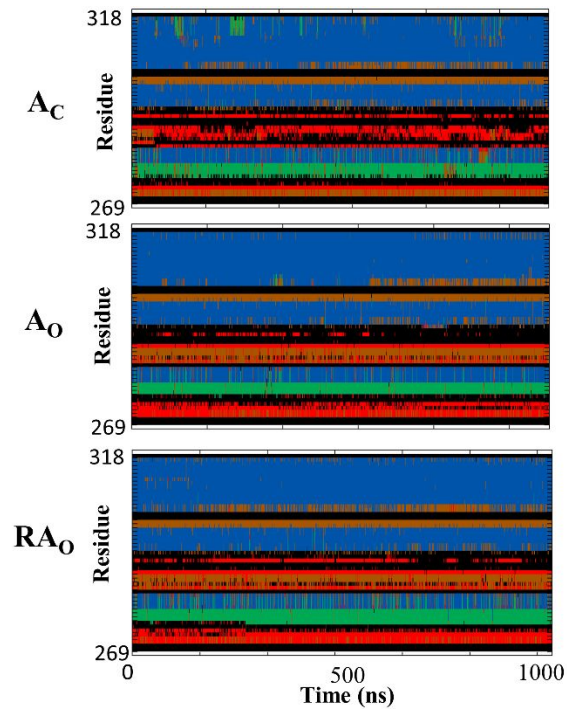 318
A_C
Residue
269
318
A_O
Residue
269
318
RA_O
Residue
269
0 500 1000
Time (ns)